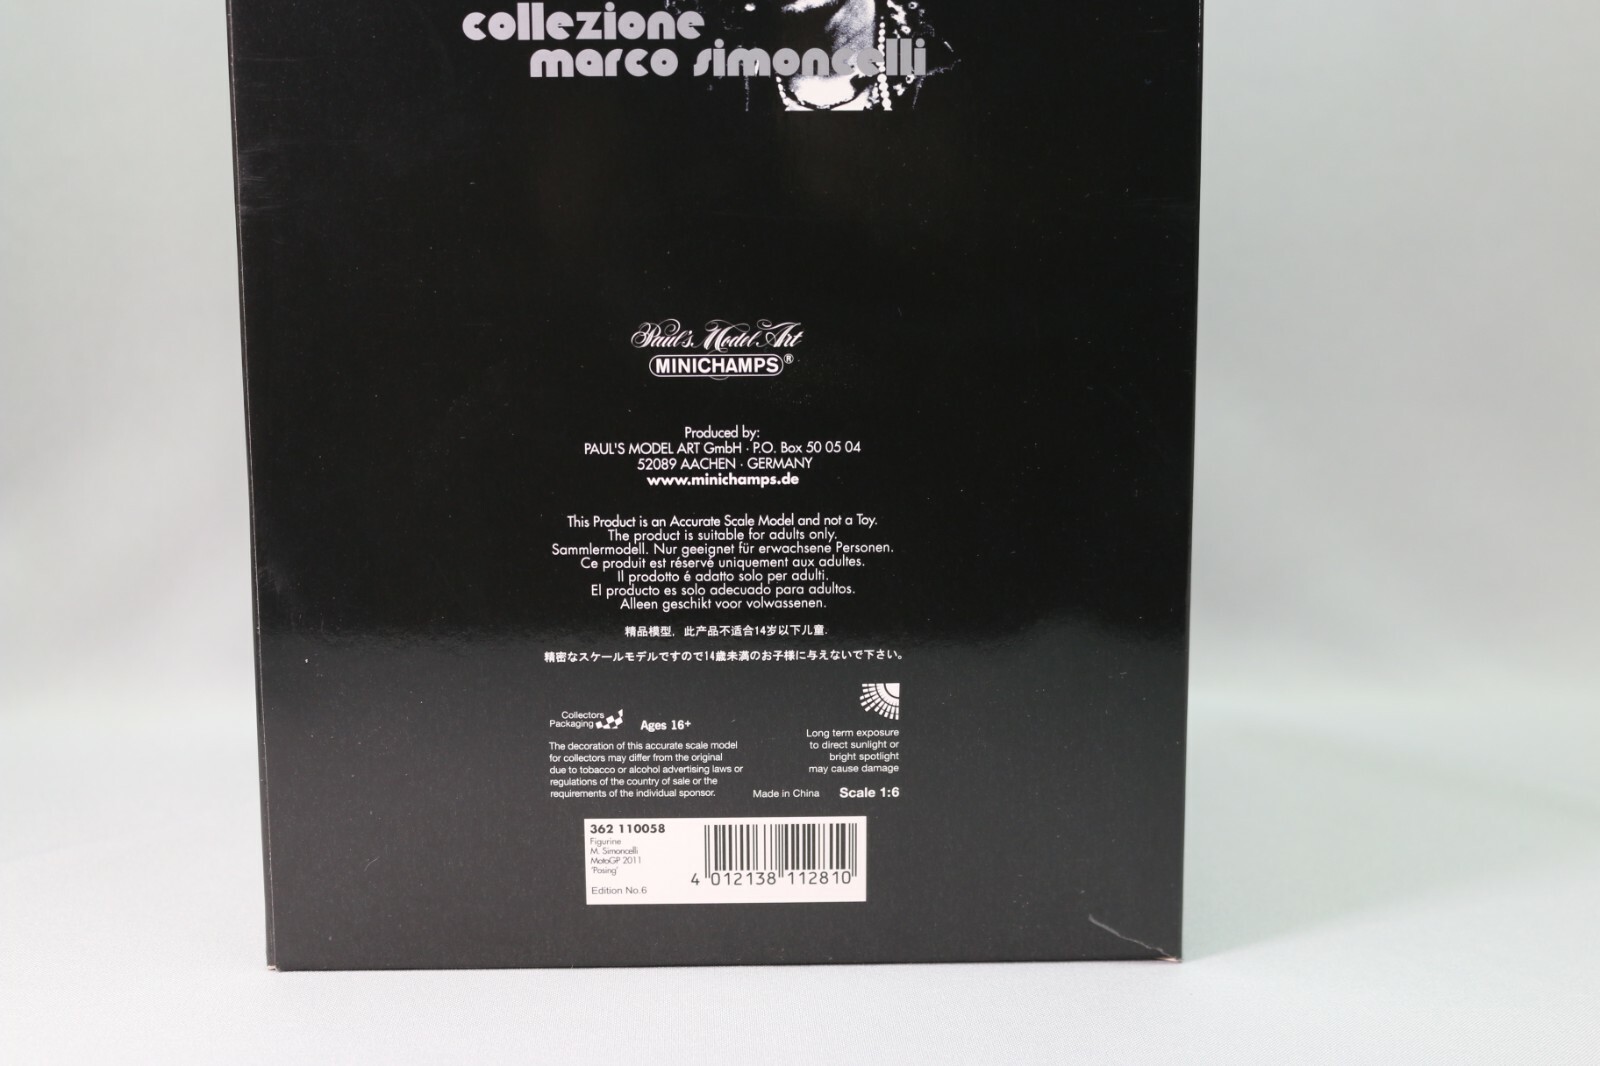 collezione
marco simoncelli
Paul's Model Art
MINICHAMPS®
Produced by:
PAUL'S MODEL ART GmbH · P.O. Box 50 05 04
52089 AACHEN · GERMANY
www.minichamps.de
This Product is an Accurate Scale Model and not a Toy.
The product is suitable for adults only.
Sammlermodell. Nur geeignet für erwachsene Personen.
Ce produit est réservé uniquement aux adultes.
Il prodotto é adatto solo per adulti.
El producto es solo adecuado para adultos.
Alleen geschikt voor volwassenen.
精品模型，此产品不适合14岁以下儿童.
精密なスケールモデルですので14歳未満のお子様に与えないで下さい。
Collectors
Packaging
Ages 16+
The decoration of this accurate scale model
for collectors may differ from the original
due to tobacco or alcohol advertising laws or
regulations of the country of sale or the
requirements of the individual sponsor.
Long term exposure
to direct sunlight or
bright spotlight
may cause damage
Made in China
Scale 1:6
362 110058
Figurine
M. Simoncelli
MotoGP 2011
'Posing'
Edition No.6
4 012138 112810